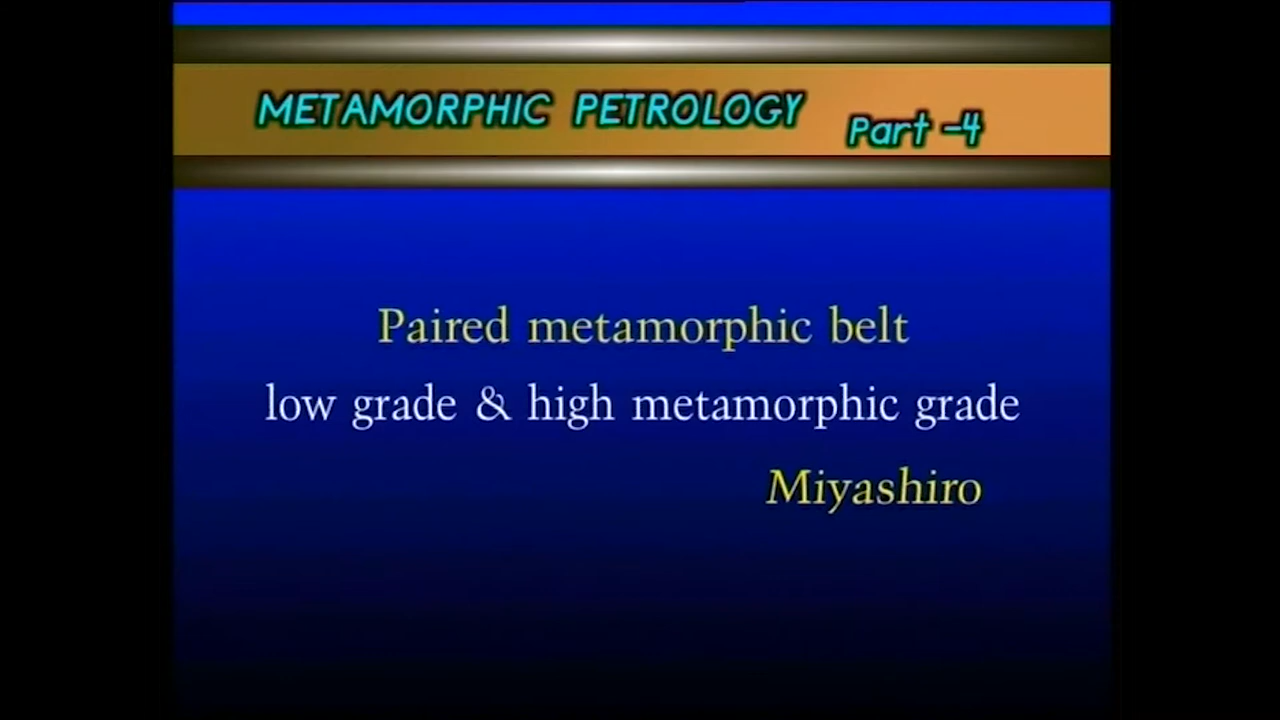 METAMORPHIC PETROLOGY Part -4
Paired metamorphic belt
low grade & high metamorphic grade
Miyashiro